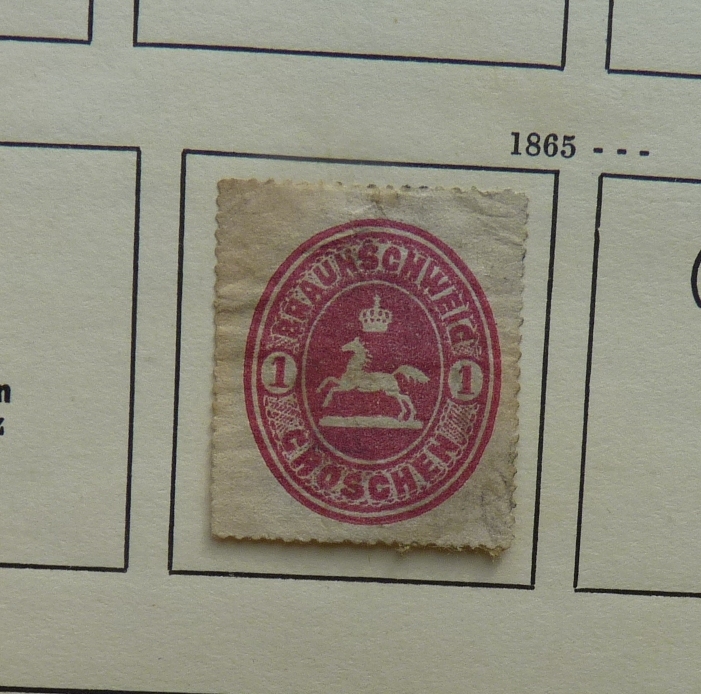 1865 - - -
BRAUNSCHWEIG
1 1
GROSCHEN
n